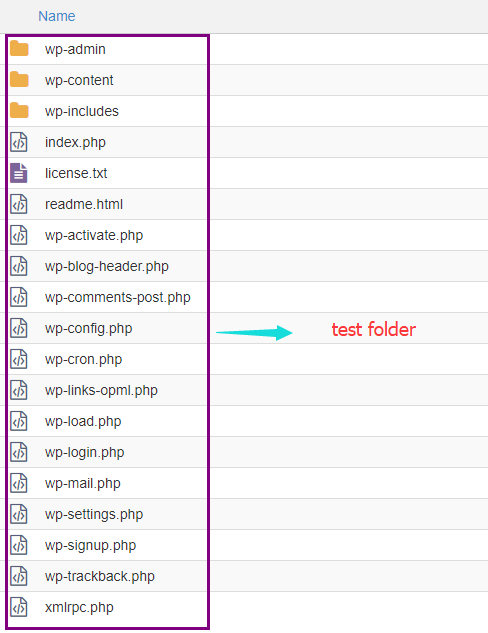 Name
wp-admin
wp-content
wp-includes
index.php
license.txt
readme.html
wp-activate.php
wp-blog-header.php
wp-comments-post.php
wp-config.php test folder
wp-cron.php
wp-links-opml.php
wp-load.php
wp-login.php
wp-mail.php
wp-settings.php
wp-signup.php
wp-trackback.php
xmlrpc.php